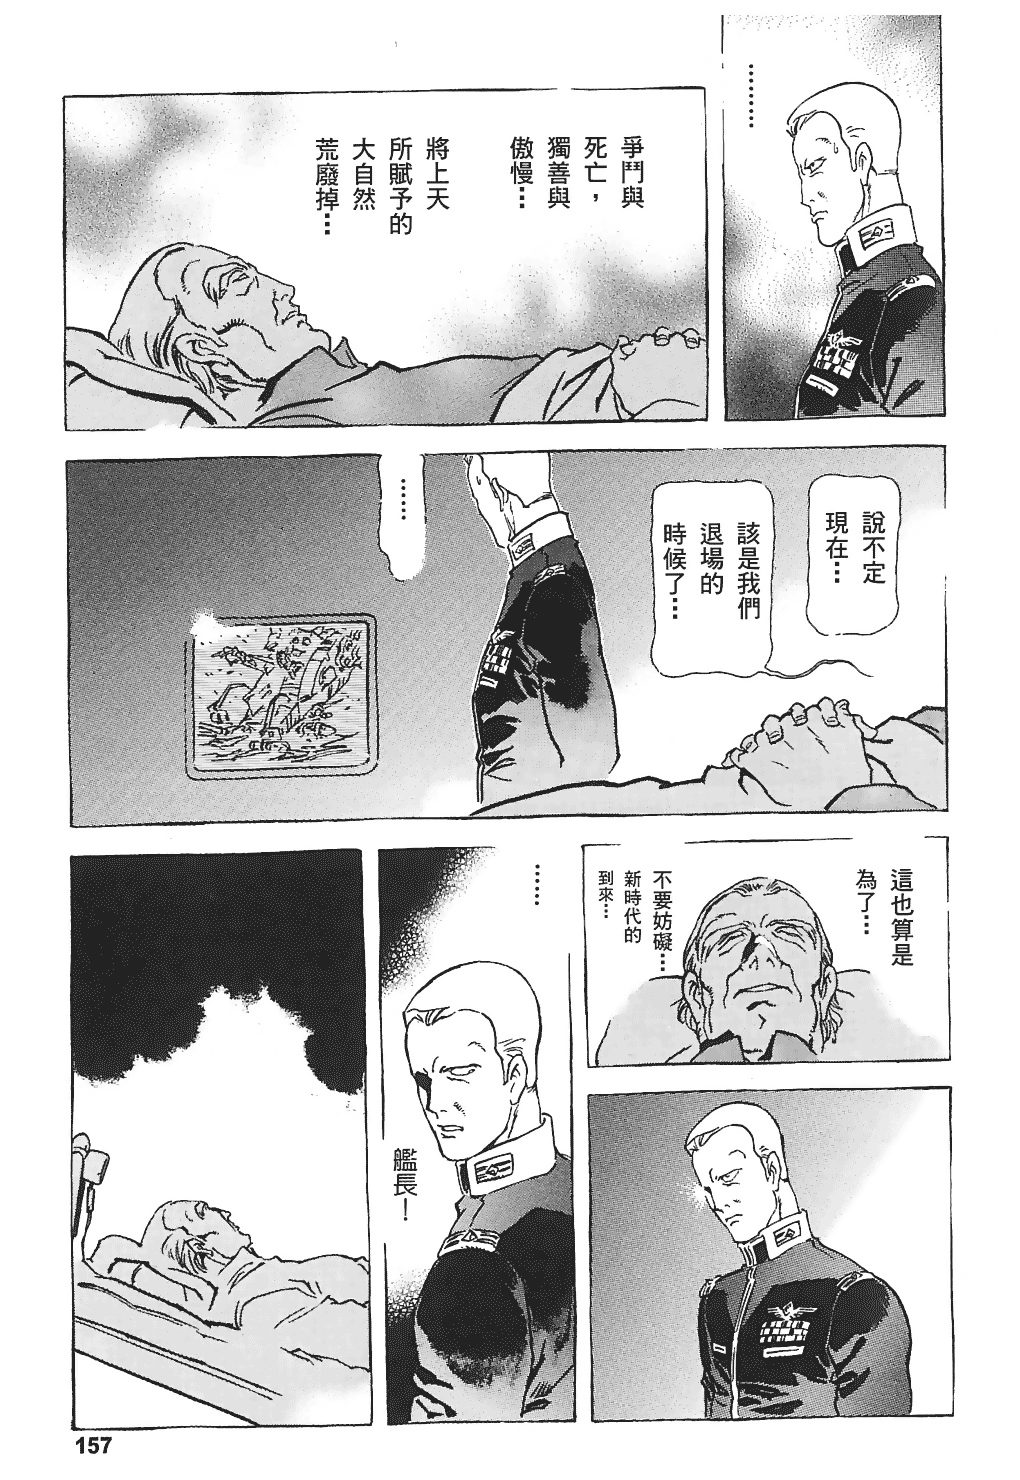 ………
爭鬥與
死亡，
獨善與
傲慢…
將上天
所賦予的
大自然
荒廢掉…
說不定
現在…
該是我們
退場的
時候了…
……
這也算是
為了…
不要妨礙…
新時代的
到來…
……
艦長！
157